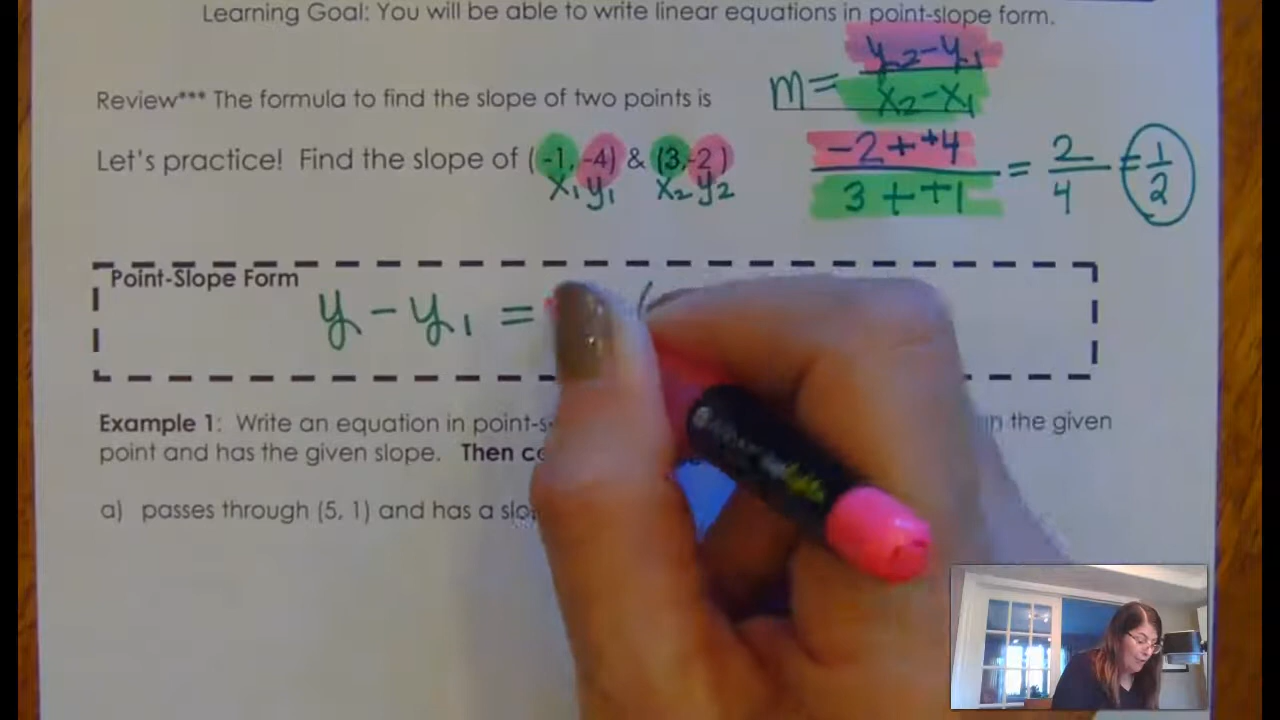 Learning Goal: You will be able to write linear equations in point-slope form.
Review*** The formula to find the slope of two points is m = y₂-y₁ / x₂-x₁
Let's practice! Find the slope of (-1, -4) & (3,-2) -2++4 / 3++1 = 2/4 = 1/2
x₁ y₁ x₂ y₂
Point-Slope Form
y - y₁ = (
Example 1: Write an equation in the given
point and has the given slope. Then
a) passes through (5, 1) and has a